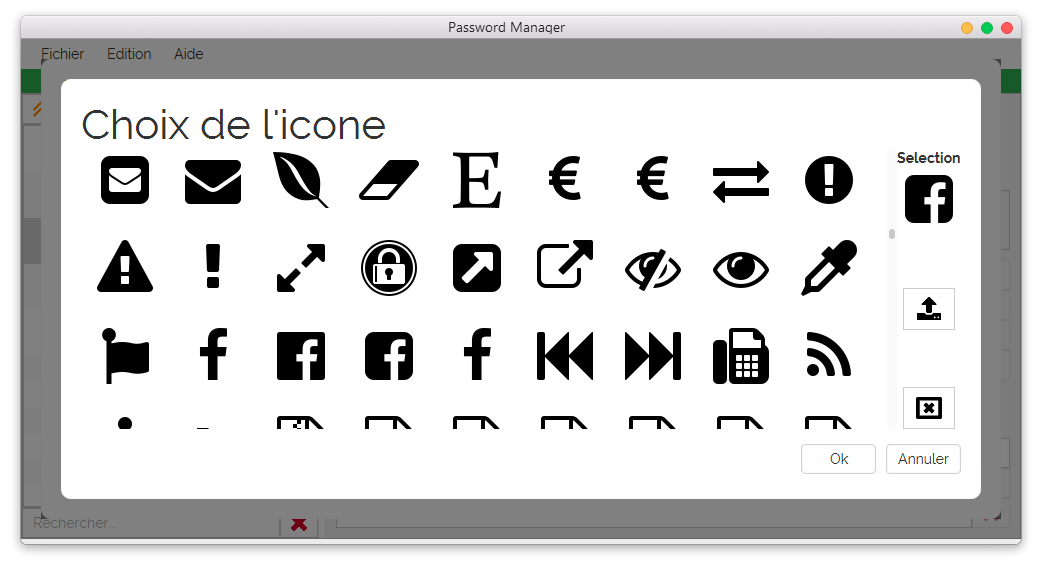 Password Manager
Fichier Edition Aide
Choix de l'icone
Selection
Ok Annuler
Rechercher...